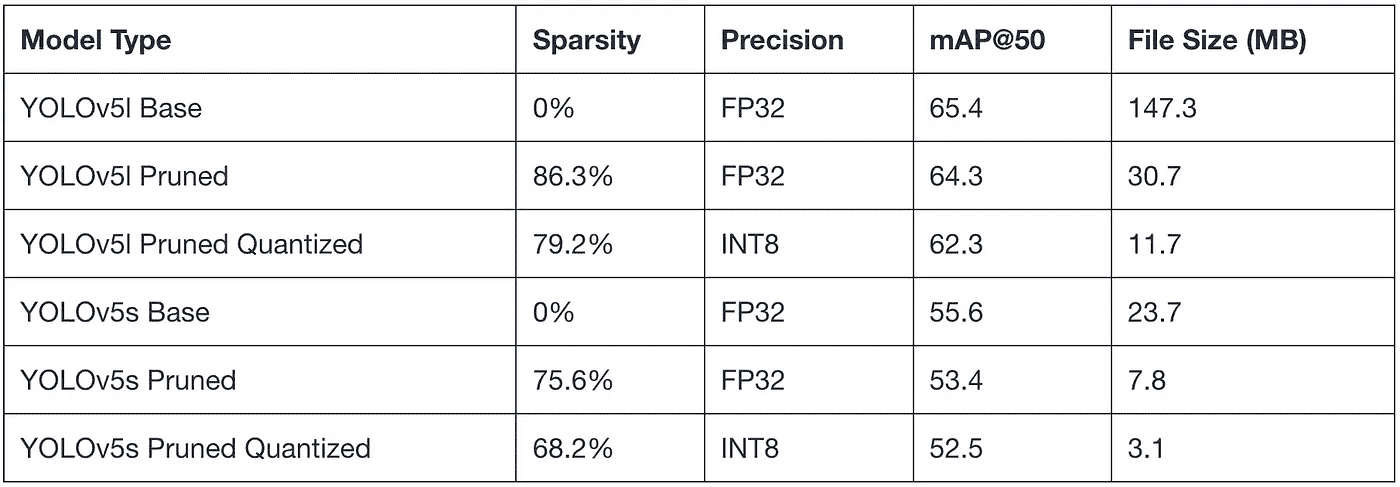 Model Type Sparsity Precision mAP@50 File Size (MB)
YOLOv5l Base 0% FP32 65.4 147.3
YOLOv5l Pruned 86.3% FP32 64.3 30.7
YOLOv5l Pruned Quantized 79.2% INT8 62.3 11.7
YOLOv5s Base 0% FP32 55.6 23.7
YOLOv5s Pruned 75.6% FP32 53.4 7.8
YOLOv5s Pruned Quantized 68.2% INT8 52.5 3.1